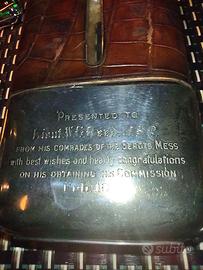 PRESENTED TO
Lieut
FROM HIS COMRADES OF THE SERGTS MESS
with best wishes and hearty congratulations
ON HIS OBTAINING HIS COMMISSION
subito